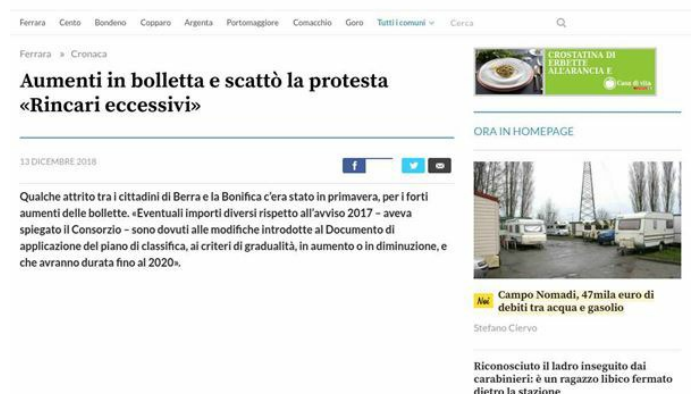 Ferrara Cento Bondeno Copparo Argenta Portomaggiore Comacchio Goro Tutti i comuni Cerca
Ferrara » Cronaca
Aumenti in bolletta e scattò la protesta
«Rincari eccessivi»
13 DICEMBRE 2018
Qualche attrito tra i cittadini di Berra e la Bonifica c'era stato in primavera, per i forti
aumenti delle bollette. «Eventuali importi diversi rispetto all'avviso 2017 – aveva
spiegato il Consorzio – sono dovuti alle modifiche introdotte al Documento di
applicazione del piano di classifica, ai criteri di gradualità, in aumento o in diminuzione, e
che avranno durata fino al 2020».
CROSTATINA DI
ERBETTE
ALL'ARANCIA E
Casa di vita
ORA IN HOMEPAGE
Noi
Campo Nomadi, 47mila euro di
debiti tra acqua e gasolio
Stefano Ciervo
Riconosciuto il ladro inseguito dai
carabinieri: è un ragazzo libico fermato
dietro la stazione